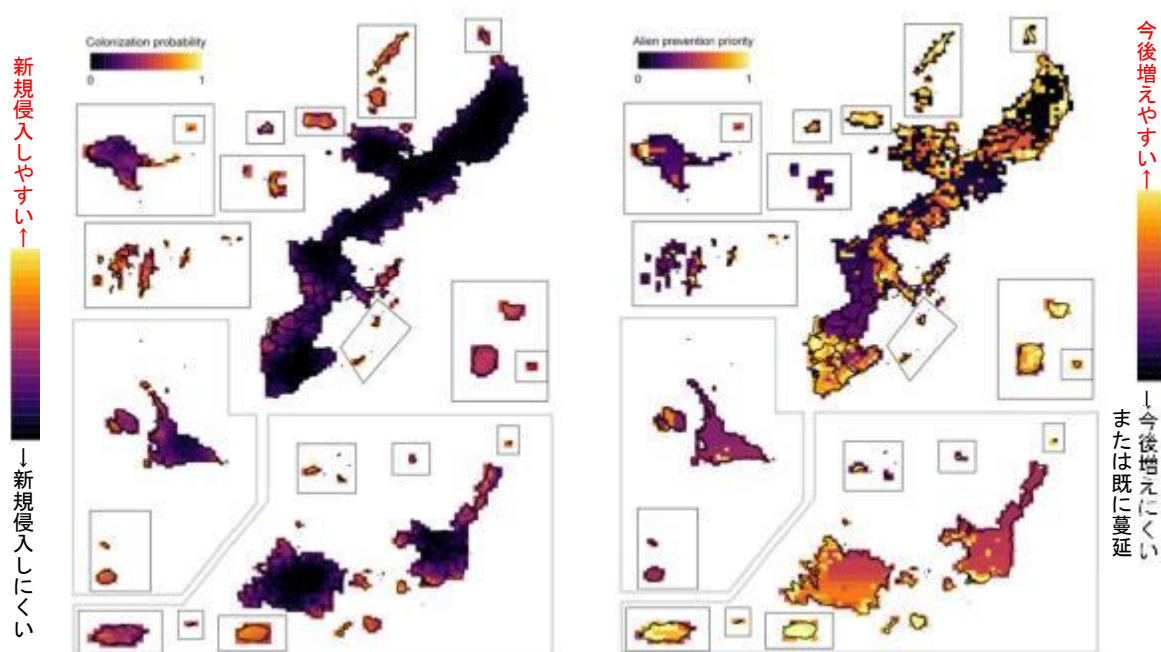 Colonization probability
0 1
新規侵入しやすい→
↓新規侵入しにくい
Alien prevention priority
0 1
今後増えやすい→
↓今後増えにくい
または既に蔓延